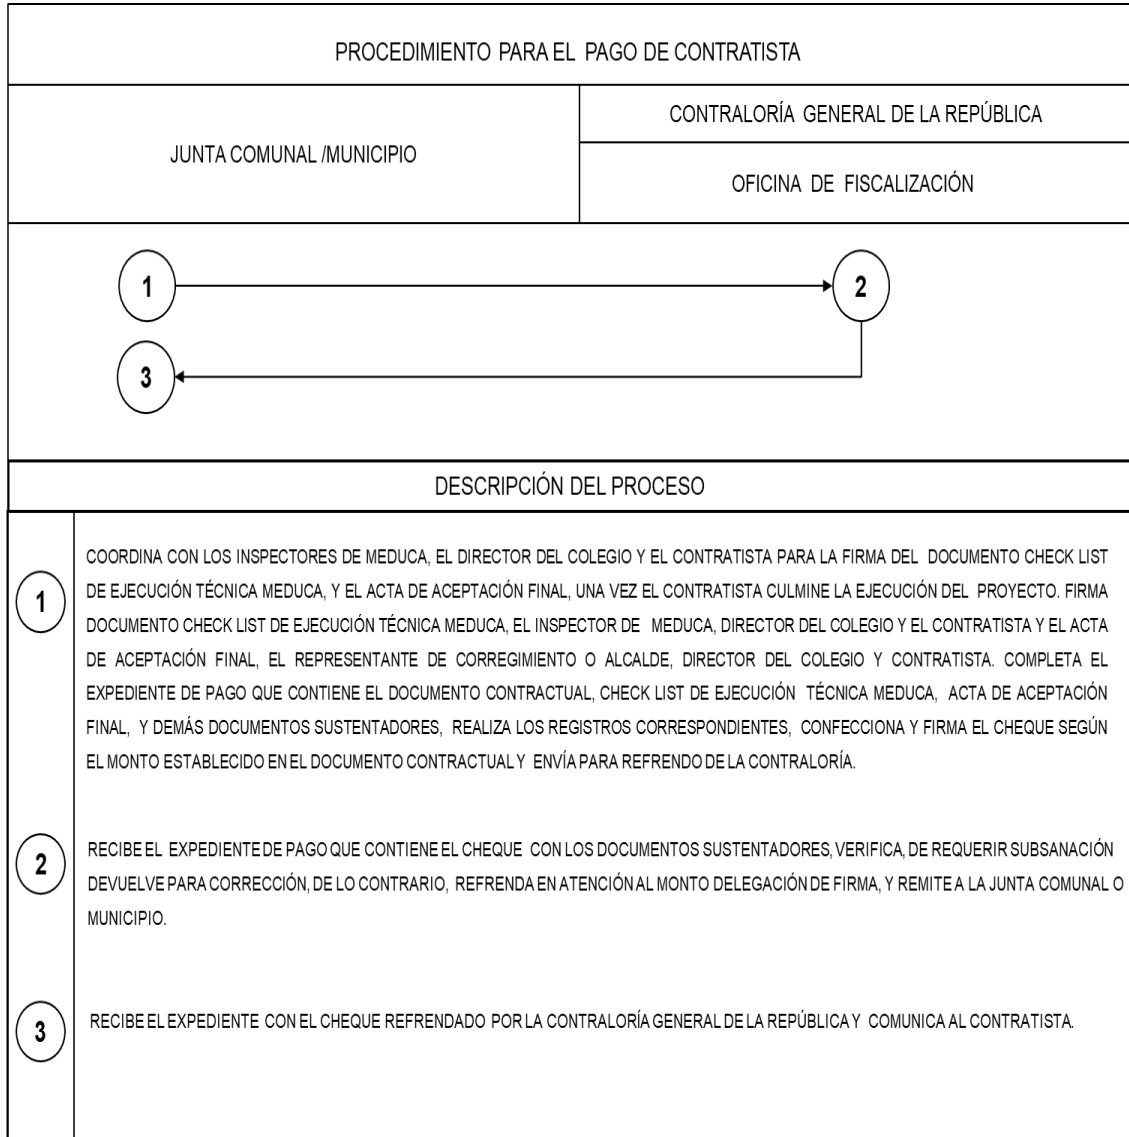 PROCEDIMIENTO PARA EL PAGO DE CONTRATISTA
JUNTA COMUNAL /MUNICIPIO
CONTRALORÍA GENERAL DE LA REPÚBLICA
OFICINA DE FISCALIZACIÓN
1
2
3
DESCRIPCIÓN DEL PROCESO
1
COORDINA CON LOS INSPECTORES DE MEDUCA, EL DIRECTOR DEL COLEGIO Y EL CONTRATISTA PARA LA FIRMA DEL DOCUMENTO CHECK LIST
DE EJECUCIÓN TÉCNICA MEDUCA, Y EL ACTA DE ACEPTACIÓN FINAL, UNA VEZ EL CONTRATISTA CULMINE LA EJECUCIÓN DEL PROYECTO. FIRMA
DOCUMENTO CHECK LIST DE EJECUCIÓN TÉCNICA MEDUCA, EL INSPECTOR DE MEDUCA, DIRECTOR DEL COLEGIO Y EL CONTRATISTA Y EL ACTA
DE ACEPTACIÓN FINAL, EL REPRESENTANTE DE CORREGIMIENTO O ALCALDE, DIRECTOR DEL COLEGIO Y CONTRATISTA. COMPLETA EL
EXPEDIENTE DE PAGO QUE CONTIENE EL DOCUMENTO CONTRACTUAL, CHECK LIST DE EJECUCIÓN TÉCNICA MEDUCA, ACTA DE ACEPTACIÓN
FINAL, Y DEMÁS DOCUMENTOS SUSTENTADORES, REALIZA LOS REGISTROS CORRESPONDIENTES, CONFECCIONA Y FIRMA EL CHEQUE SEGÚN
EL MONTO ESTABLECIDO EN EL DOCUMENTO CONTRACTUAL Y ENVÍA PARA REFRENDO DE LA CONTRALORÍA.
2
RECIBE EL EXPEDIENTE DE PAGO QUE CONTIENE EL CHEQUE CON LOS DOCUMENTOS SUSTENTADORES, VERIFICA, DE REQUERIR SUBSANACIÓN
DEVUELVE PARA CORRECCIÓN, DE LO CONTRARIO, REFRENDA EN ATENCIÓN AL MONTO DELEGACIÓN DE FIRMA, Y REMITE A LA JUNTA COMUNAL O
MUNICIPIO.
3
RECIBE EL EXPEDIENTE CON EL CHEQUE REFRENDADO POR LA CONTRALORÍA GENERAL DE LA REPÚBLICA Y COMUNICA AL CONTRATISTA.